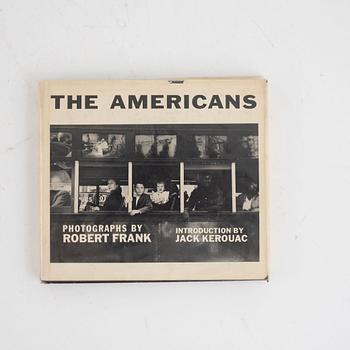 THE AMERICANS
PHOTOGRAPHS BY
ROBERT FRANK
INTRODUCTION BY
JACK KEROUAC